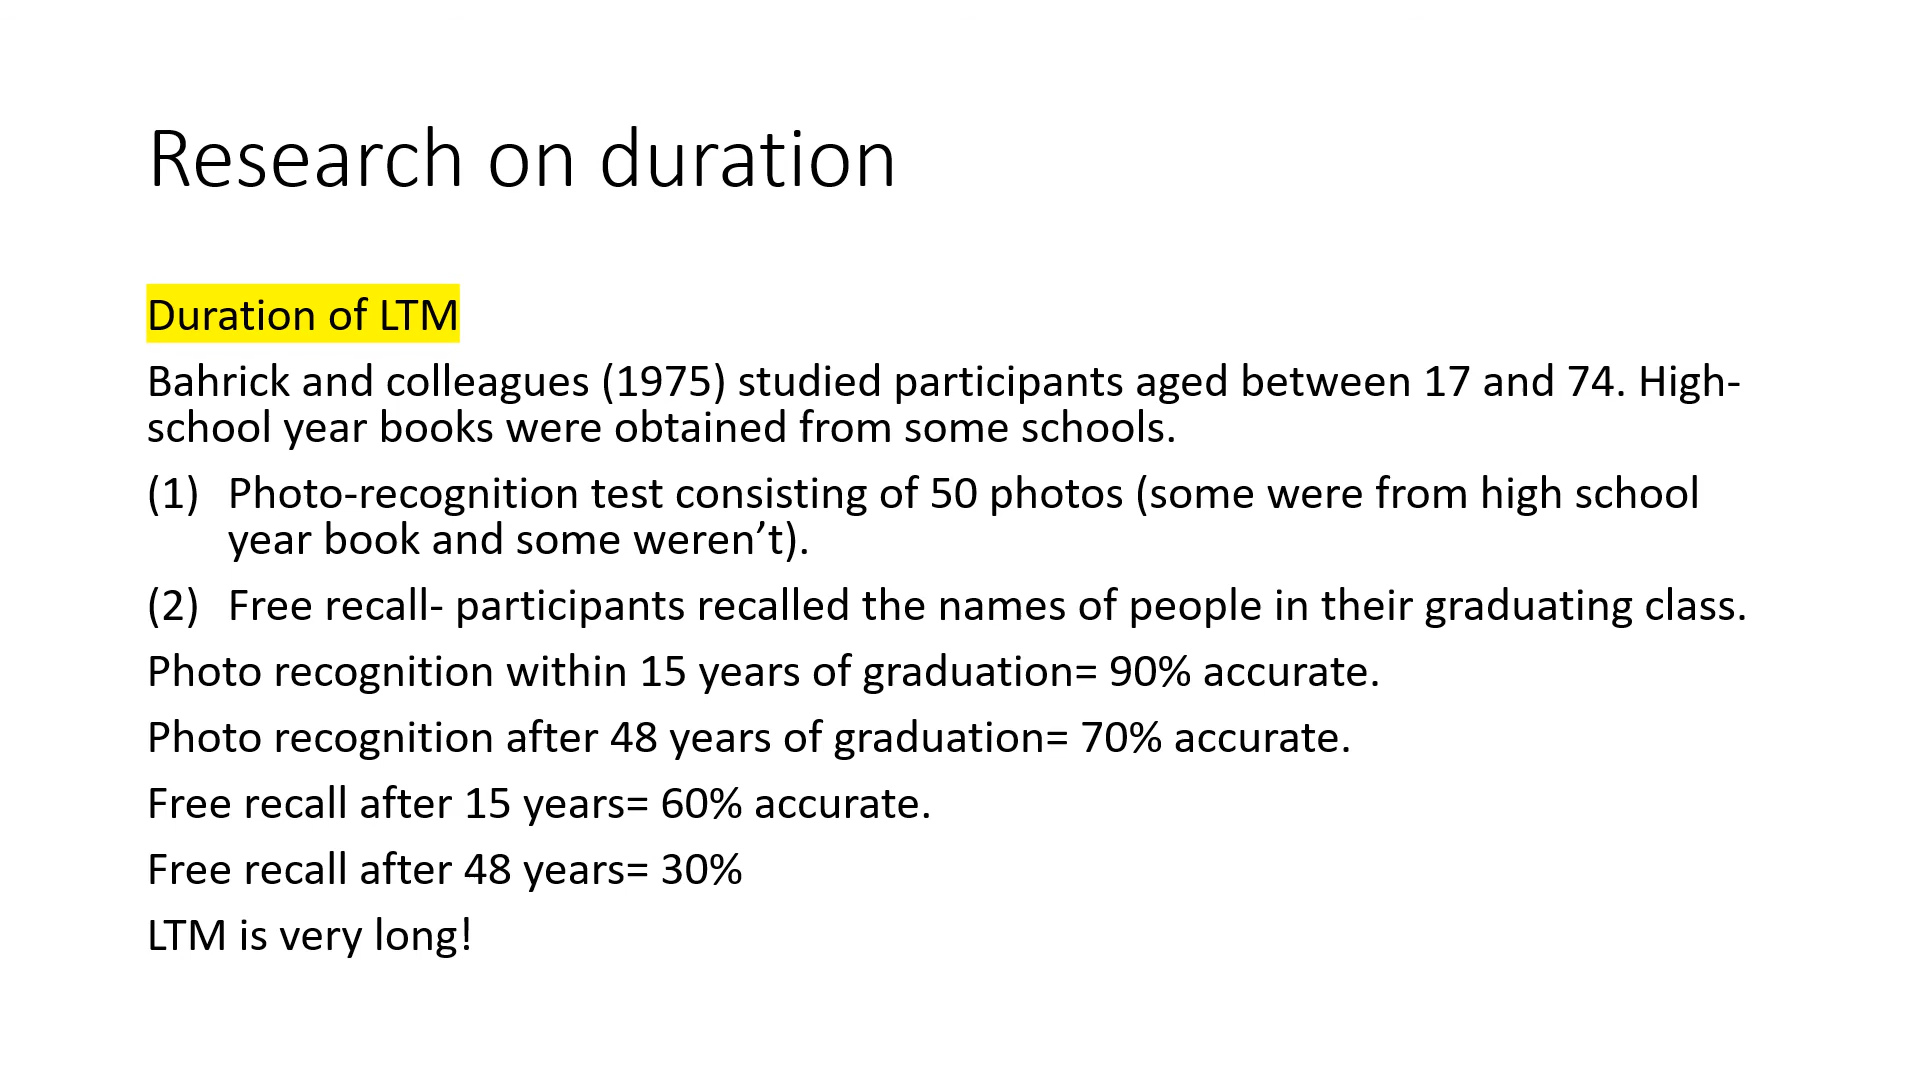 Research on duration
Duration of LTM
Bahrick and colleagues (1975) studied participants aged between 17 and 74. High-
school year books were obtained from some schools.
(1) Photo-recognition test consisting of 50 photos (some were from high school
year book and some weren’t).
(2) Free recall- participants recalled the names of people in their graduating class.
Photo recognition within 15 years of graduation= 90% accurate.
Photo recognition after 48 years of graduation= 70% accurate.
Free recall after 15 years= 60% accurate.
Free recall after 48 years= 30%
LTM is very long!